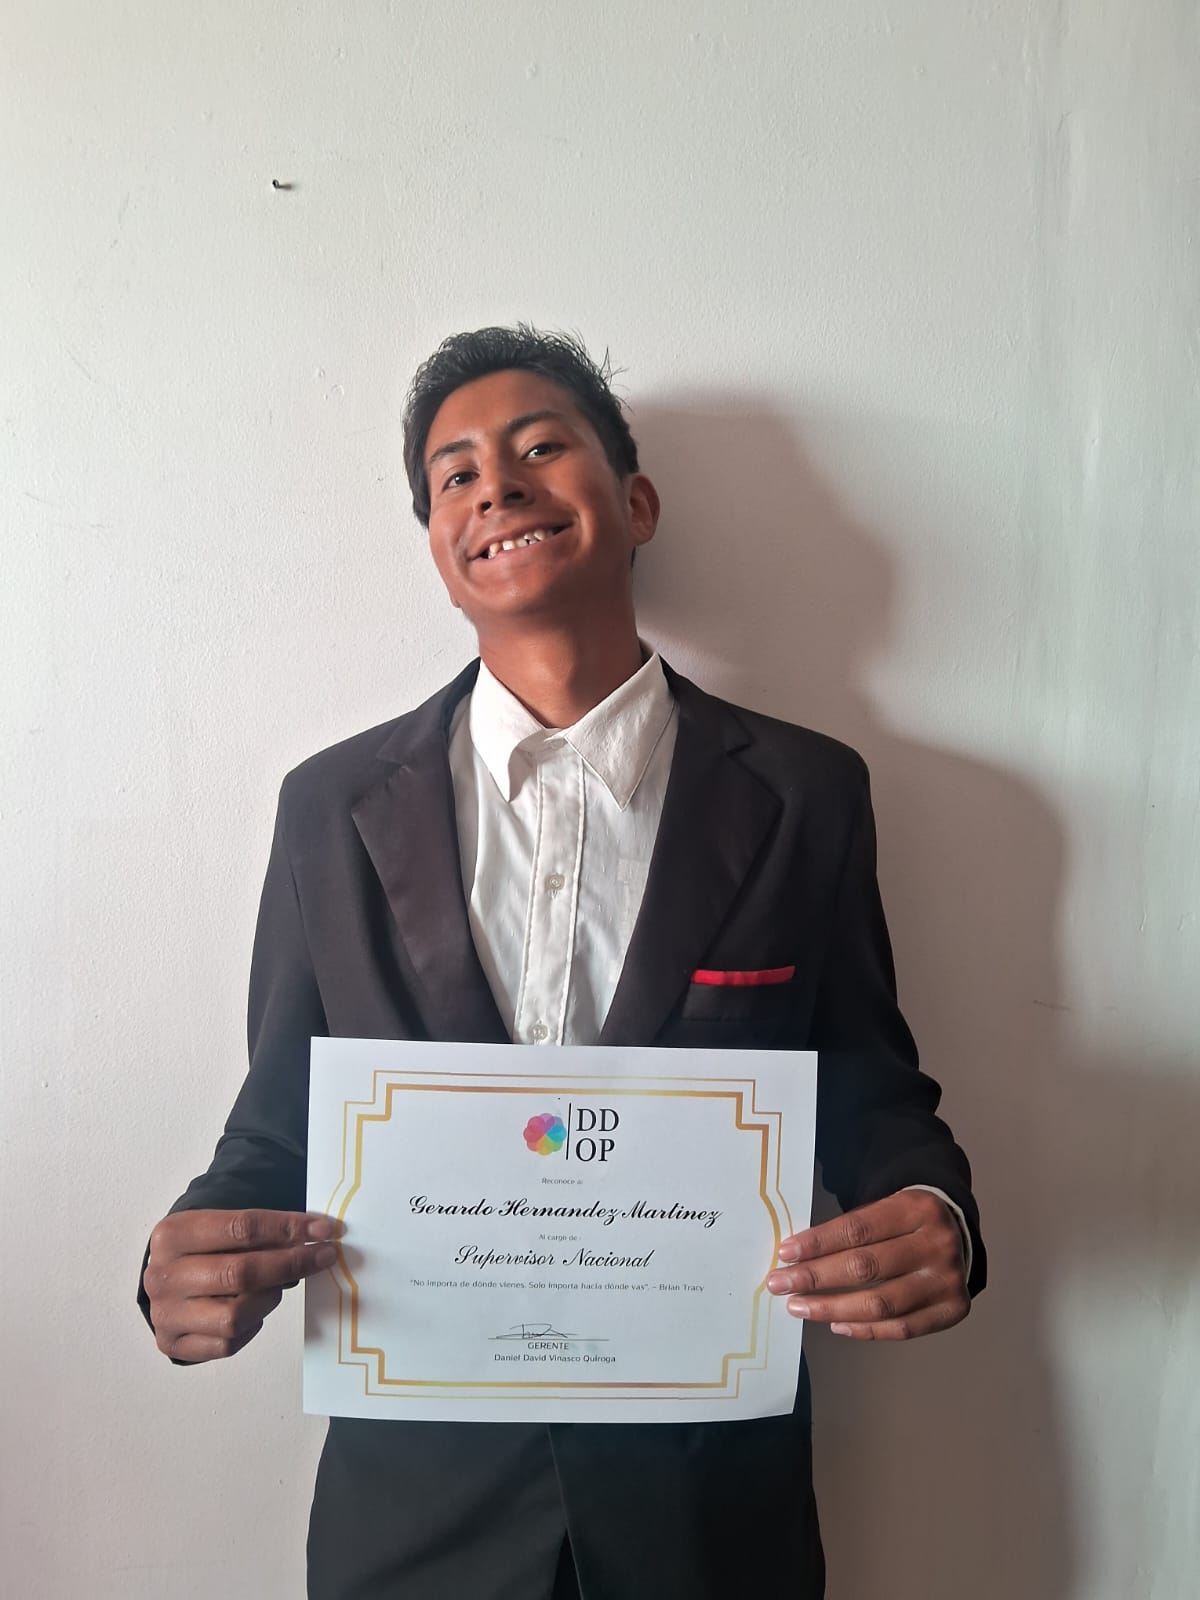 DD
OP
Reconoce a:
Gerardo Hernandez Martinez
Al cargo de :
Supervisor Nacional
"No importa de dónde vienes. Solo importa hacia dónde vas". – Brian Tracy
GERENTE
Daniel David Vinasco Quiroga